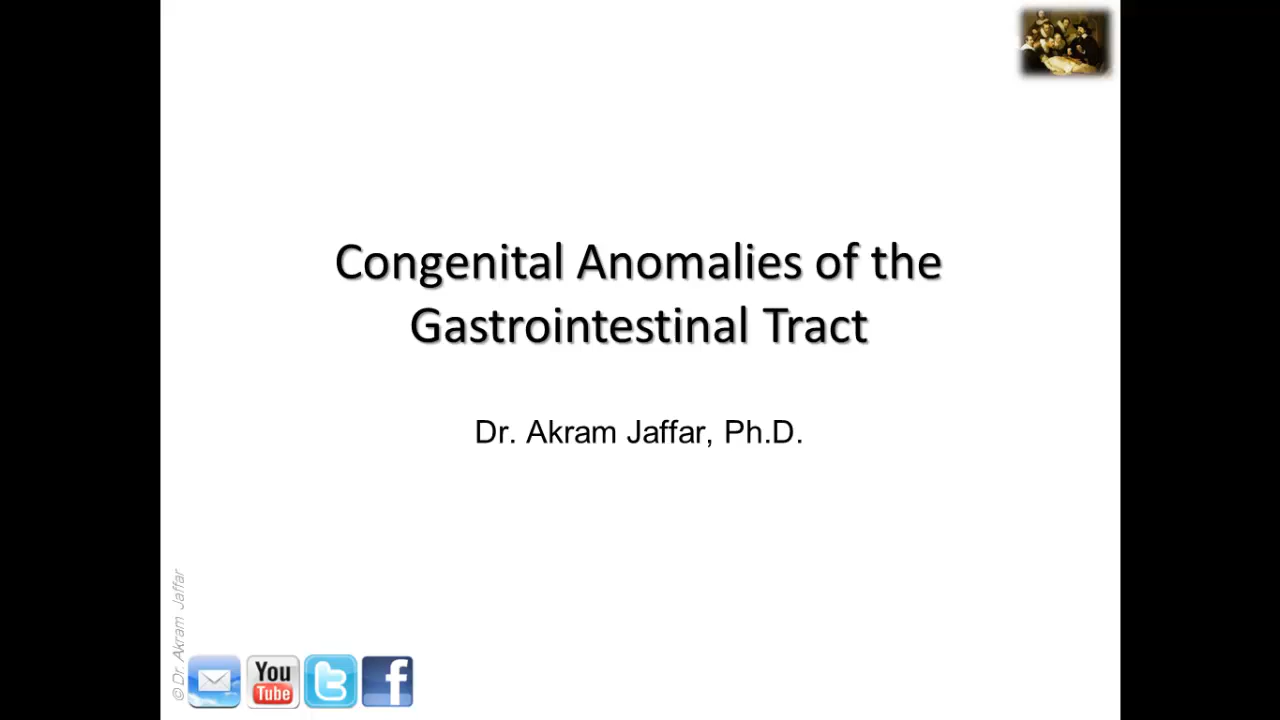 Congenital Anomalies of the
Gastrointestinal Tract
Dr. Akram Jaffar, Ph.D.
© Dr. Akram Jaffar
You
Tube